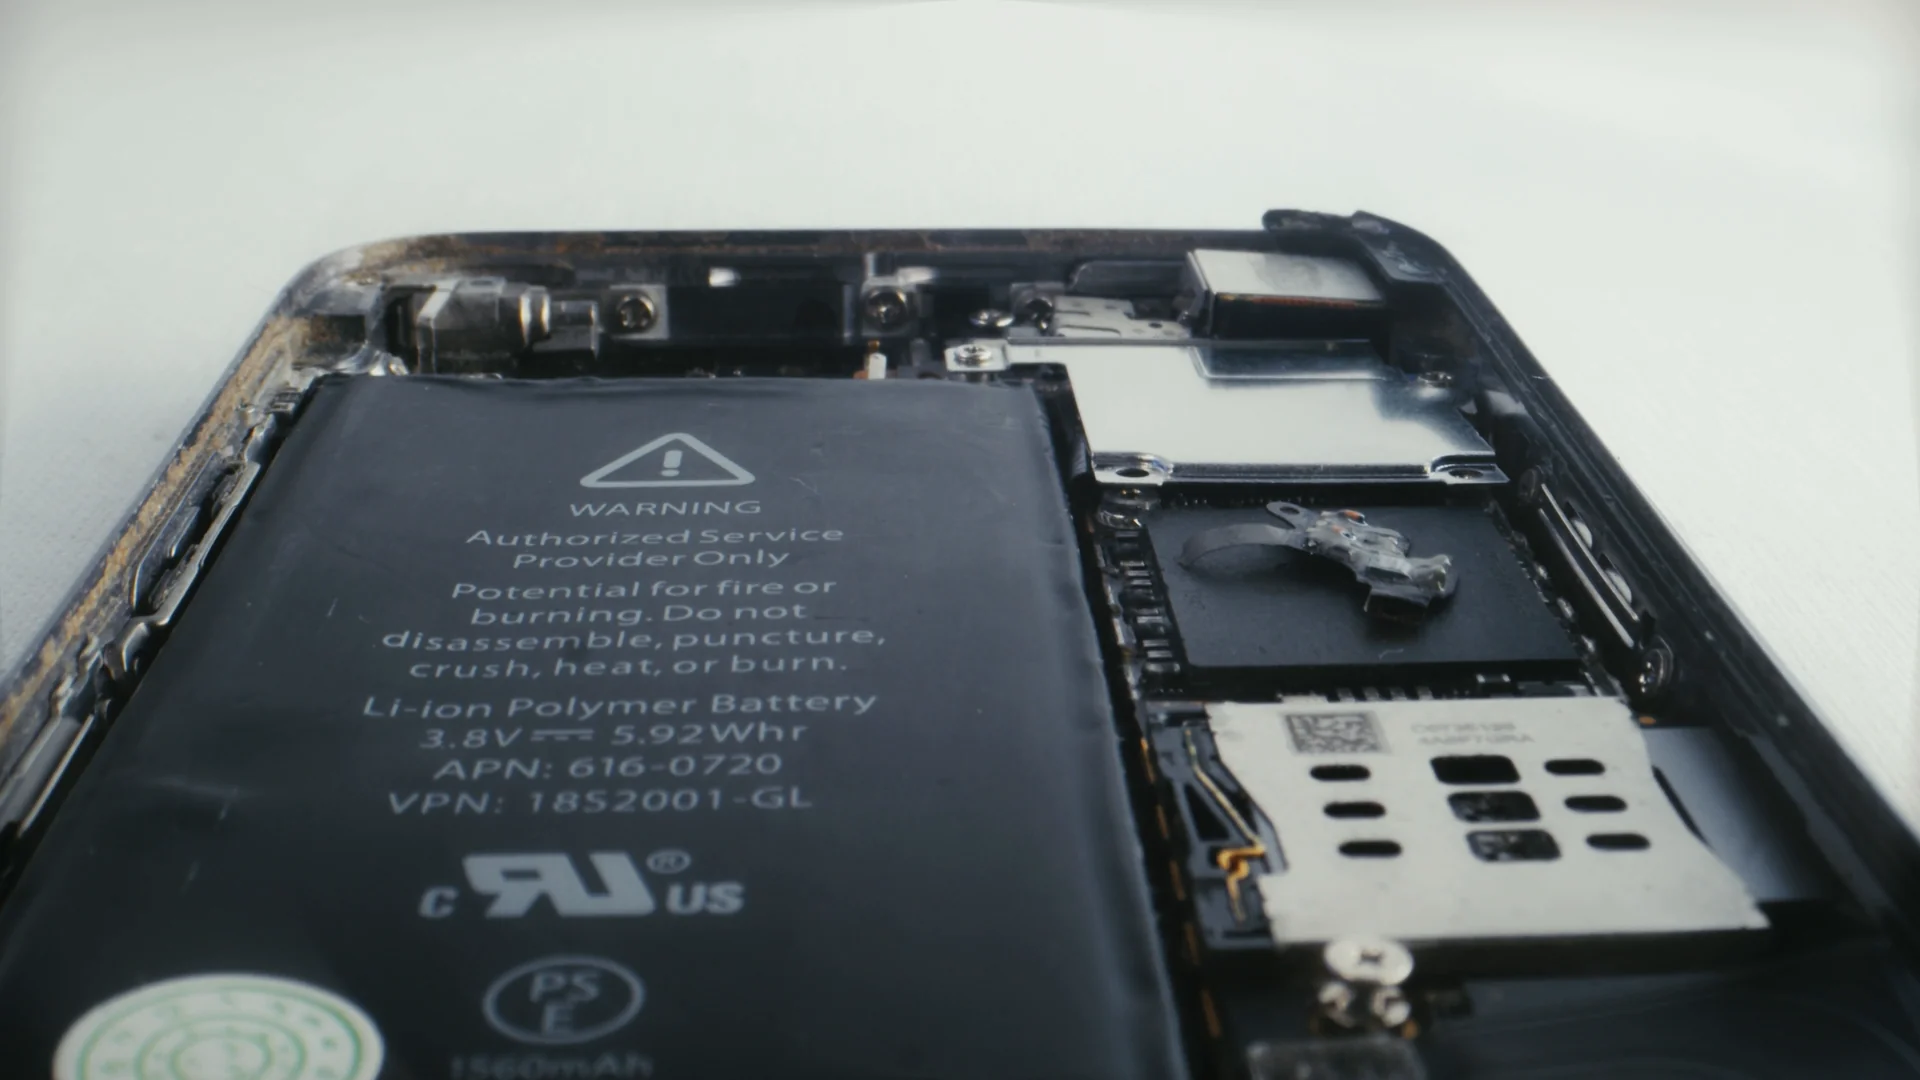 WARNING
Authorized Service
Provider Only
Potential for fire or
burning. Do not
disassemble, puncture,
crush, heat, or burn.
Li-ion Polymer Battery
3.8V⎓ 5.92Whr
APN: 616-0720
VPN: 1852001-GL
c RU ® US
PS
E
1560mAh